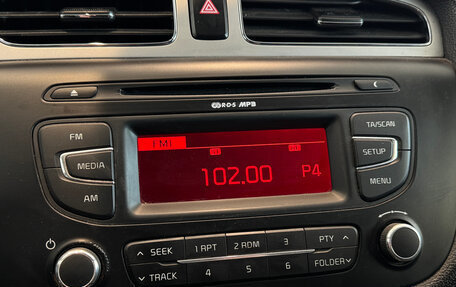 RDS MP3
FM
MEDIA
AM
FM1
102.00 P4
TA/SCAN
SETUP
MENU
SEEK
TRACK
1 RPT 2 RDM 3
4 5 6
PTY
FOLDER